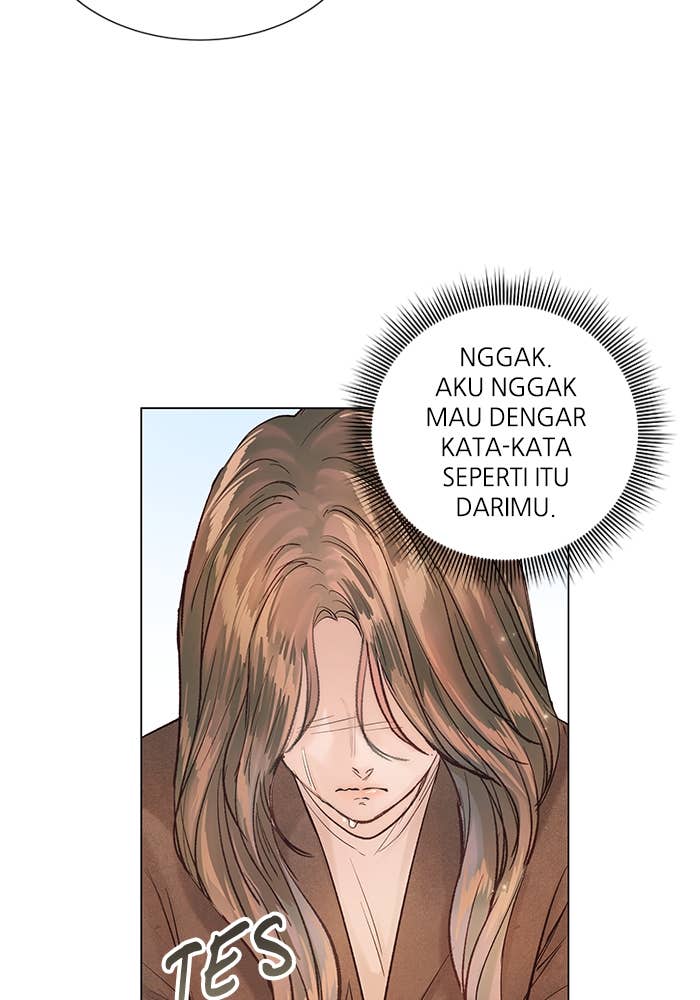 NGGAK.
AKU NGGAK
MAU DENGAR
KATA-KATA
SEPERTI ITU
DARIMU.
TES